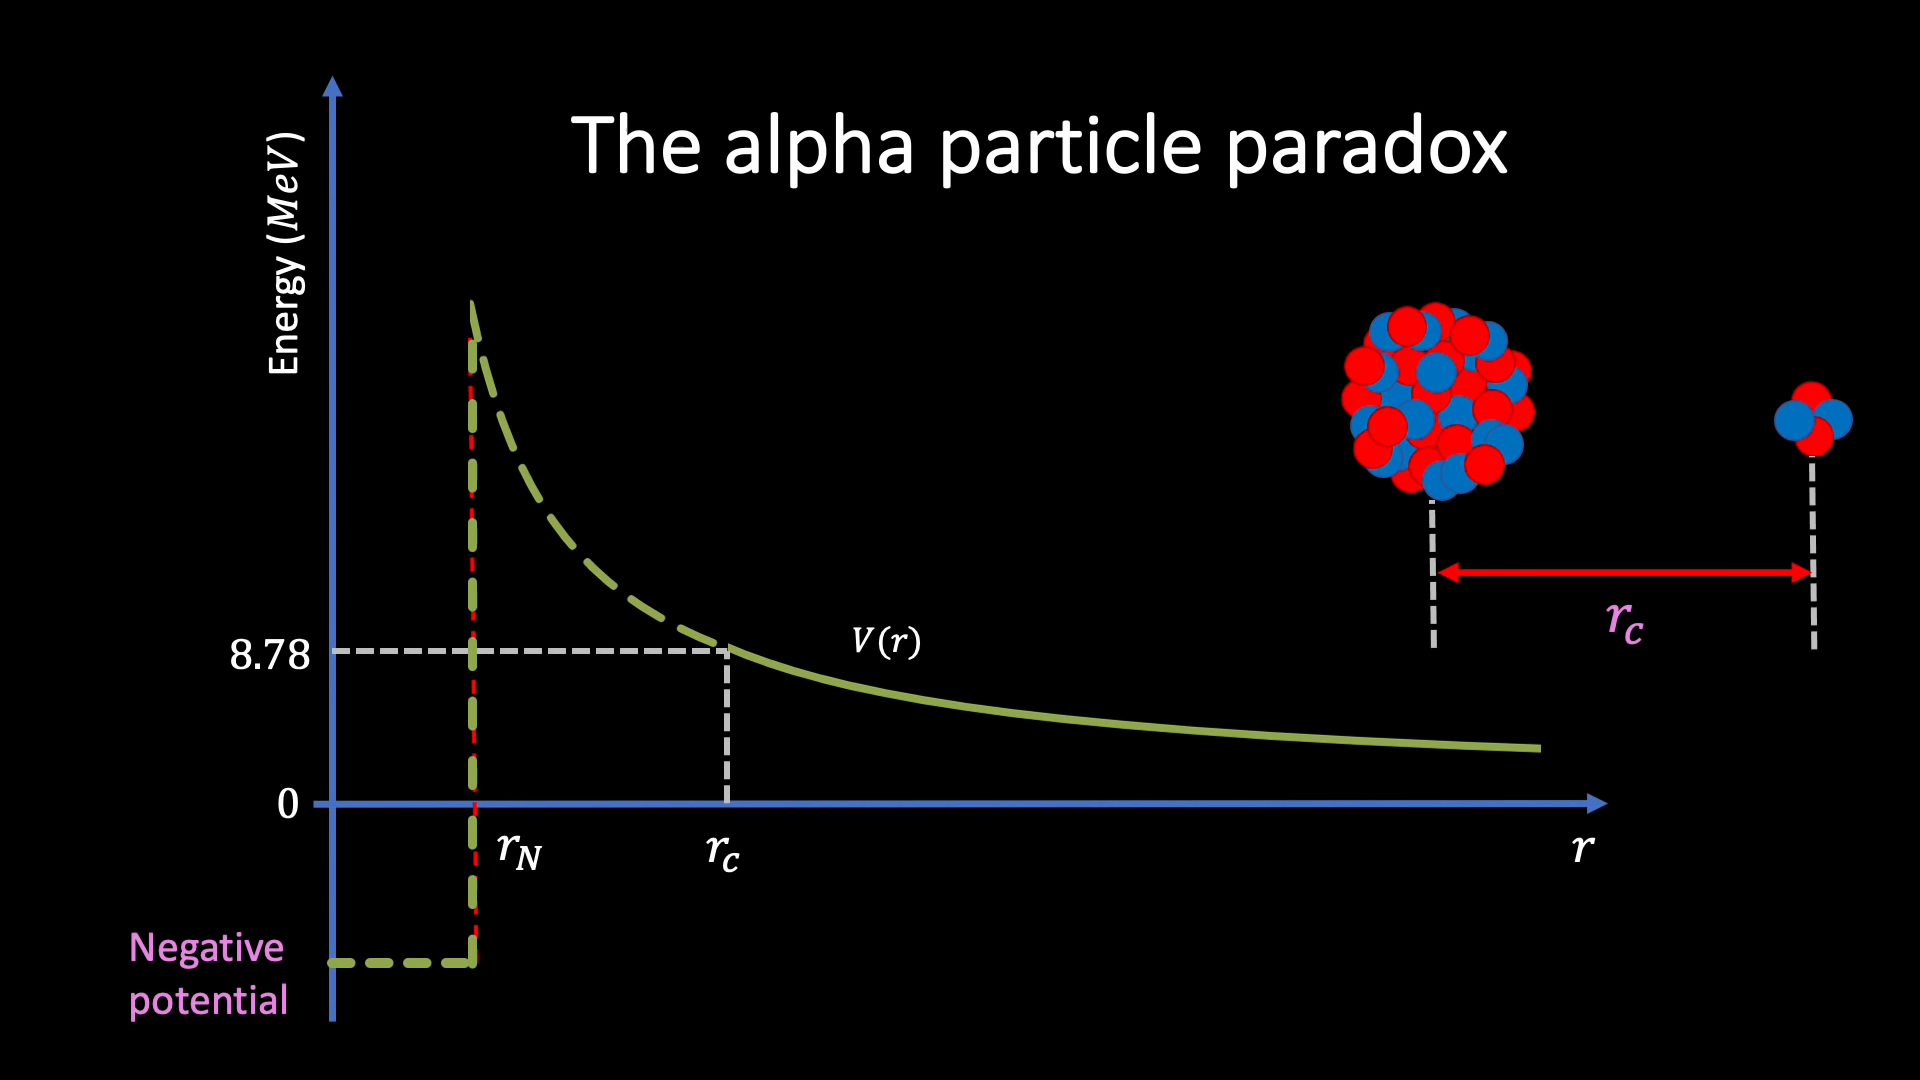 The alpha particle paradox
Energy (MeV)
8.78
V(r)
r_c
0
r_N
r_c
r
Negative
potential